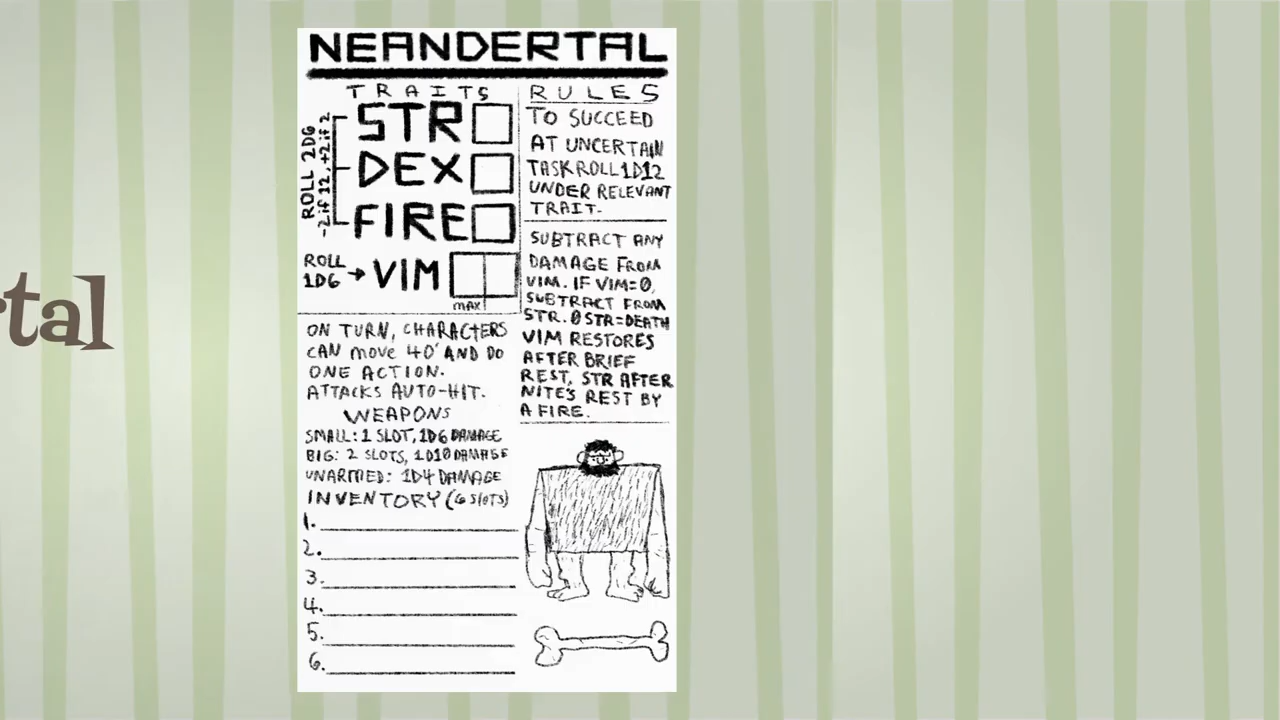 NEANDERTAL
TRAITS
ROLL 2D6
-2 if 12, +2 if 2
STR
DEX
FIRE
ROLL
1D6 → VIM
MAX
ON TURN, CHARACTERS
CAN MOVE 40' AND DO
ONE ACTION.
ATTACKS AUTO-HIT.
WEAPONS
SMALL: 1 SLOT, 1D6 DAMAGE
BIG: 2 SLOTS, 1D10 DAMAGE
UNARMED: 1D4 DAMAGE
INVENTORY (6 SLOTS)
1.
2.
3.
4.
5.
6.
RULES
TO SUCCEED
AT UNCERTAIN
TASK ROLL 1D12
UNDER RELEVANT
TRAIT.
SUBTRACT ANY
DAMAGE FROM
VIM. IF VIM=0,
SUBTRACT FROM
STR. 0 STR=DEATH
VIM RESTORES
AFTER BRIEF
REST, STR AFTER
NITE'S REST BY
A FIRE.
rtal